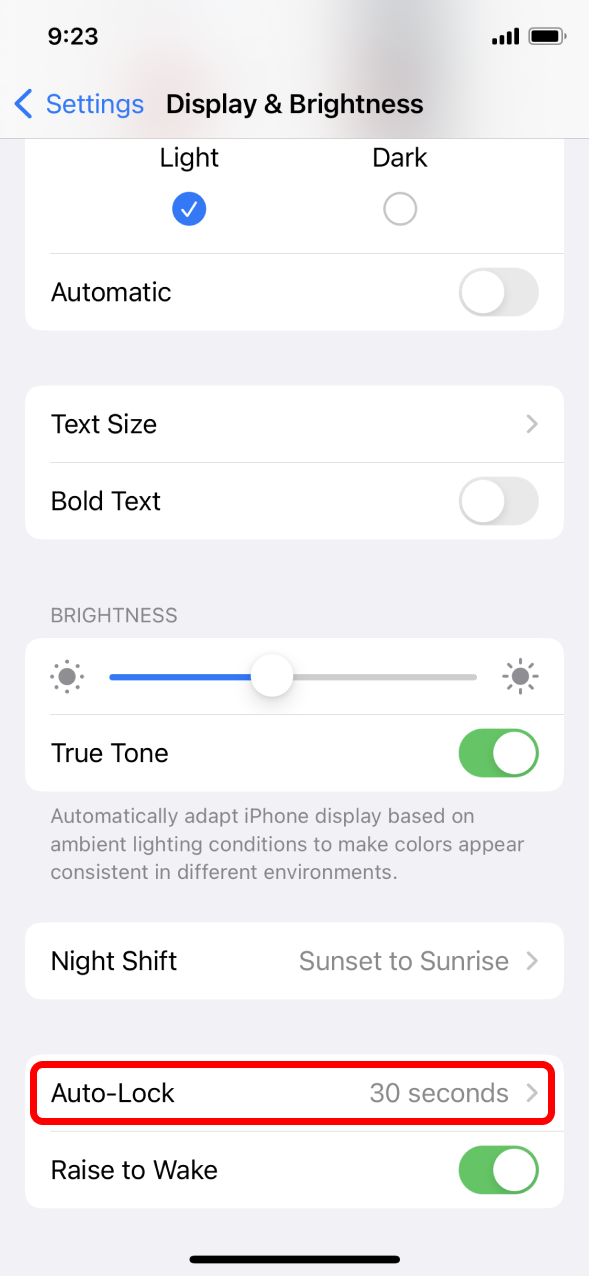 9:23
Settings Display & Brightness
Light Dark
Automatic
Text Size
Bold Text
BRIGHTNESS
True Tone
Automatically adapt iPhone display based on
ambient lighting conditions to make colors appear
consistent in different environments.
Night Shift Sunset to Sunrise
Auto-Lock 30 seconds
Raise to Wake